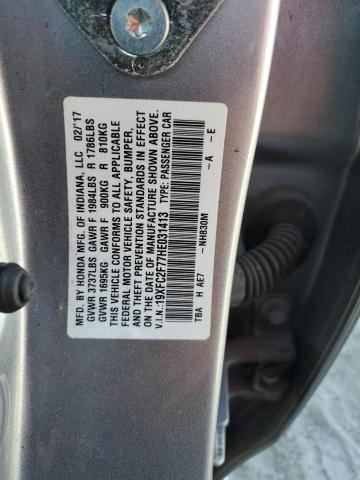 MFD. BY HONDA MFG. OF INDIANA, LLC 02/'17
GVWR 3737LBS GAWR F 1984LBS R 1786LBS
GVWR 1695KG GAWR F 900KG R 810KG
THIS VEHICLE CONFORMS TO ALL APPLICABLE
FEDERAL MOTOR VEHICLE SAFETY, BUMPER,
AND THEFT PREVENTION STANDARDS IN EFFECT
ON THE DATE OF MANUFACTURE SHOWN ABOVE.
V.I.N.:19XFC2F77HE031413 TYPE: PASSENGER CAR
-NH830M -A -E
TBA H AE7